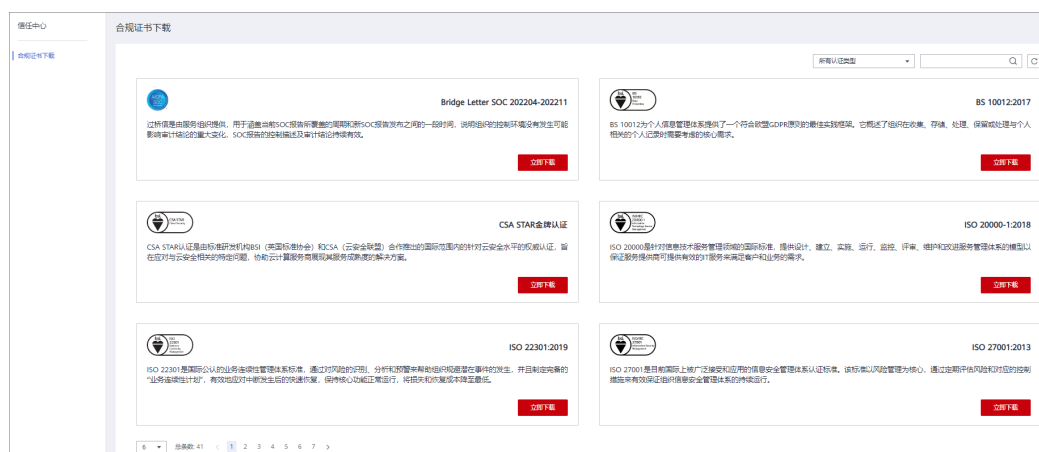 信任中心
合规证书下载
合规证书下载
所有认证类型
Bridge Letter SOC 202204-202211
过桥信是由服务组织提供，用于涵盖当前SOC报告所覆盖的周期和新SOC报告发布之间的一段时间，说明组织的控制环境没有发生可能
影响审计结论的重大变化，SOC报告的控制描述及审计结论持续有效。
立即下载
BS 10012:2017
BS 10012为个人信息管理体系提供了一个符合欧盟GDPR原则的最佳实践框架。它概述了组织在收集、存储、处理、保留或处理与个人
相关的个人记录时需要考虑的核心需求。
立即下载
CSA STAR金牌认证
CSA STAR认证是由标准研发机构BSI（英国标准协会）和CSA（云安全联盟）合作推出的国际范围内的针对云安全水平的权威认证，旨
在应对与云安全相关的特定问题，协助云计算服务商展现其服务成熟度的解决方案。
立即下载
ISO 20000-1:2018
ISO 20000是针对信息技术服务管理领域的国际标准，提供设计、建立、实施、运行、监控、评审、维护和改进服务管理体系的模型以
保证服务提供商可提供有效的IT服务来满足客户和业务的需求。
立即下载
ISO 22301:2019
ISO 22301是国际公认的业务连续性管理体系标准，通过对风险的识别、分析和预警来帮助组织规避潜在事件的发生，并且制定完善的
“业务连续性计划”，有效地应对中断发生后的快速恢复，保持核心功能正常运行，将损失和恢复成本降至最低。
立即下载
ISO 27001:2013
ISO 27001是目前国际上被广泛接受和应用的信息安全管理体系认证标准。该标准以风险管理为核心，通过定期评估风险和对应的控制
措施来有效保证组织信息安全管理体系的持续运行。
立即下载
6 总条数: 41 < 1 2 3 4 5 6 7 >